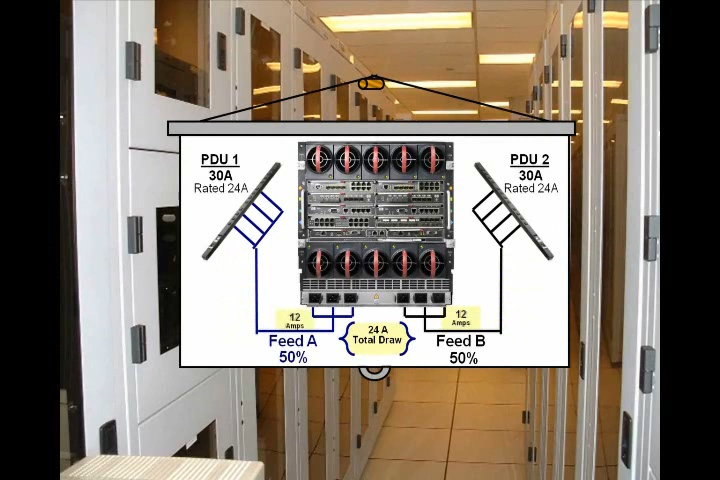 PDU 1
30A
Rated 24A
PDU 2
30A
Rated 24A
12
Amps
Feed A
50%
24 A
Total Draw
12
Amps
Feed B
50%